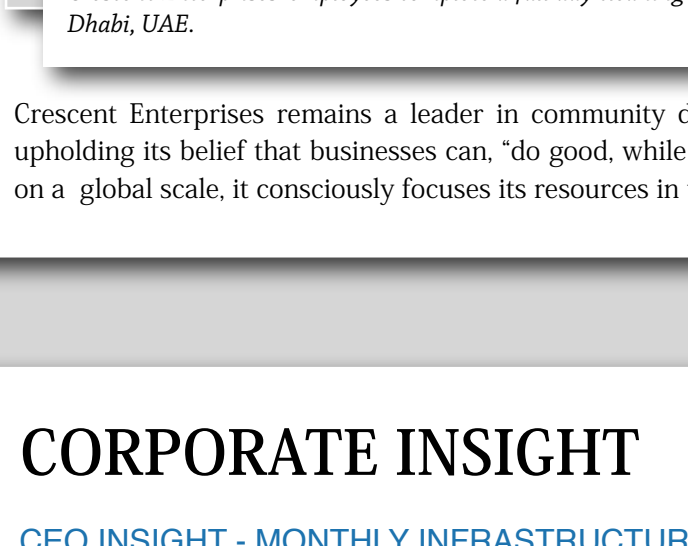 Dhabi, UAE.
Crescent Enterprises remains a leader in community
upholding its belief that businesses can, “do good, while
on a global scale, it consciously focuses its resources in
CORPORATE INSIGHT
CEO INSIGHT - MONTHLY